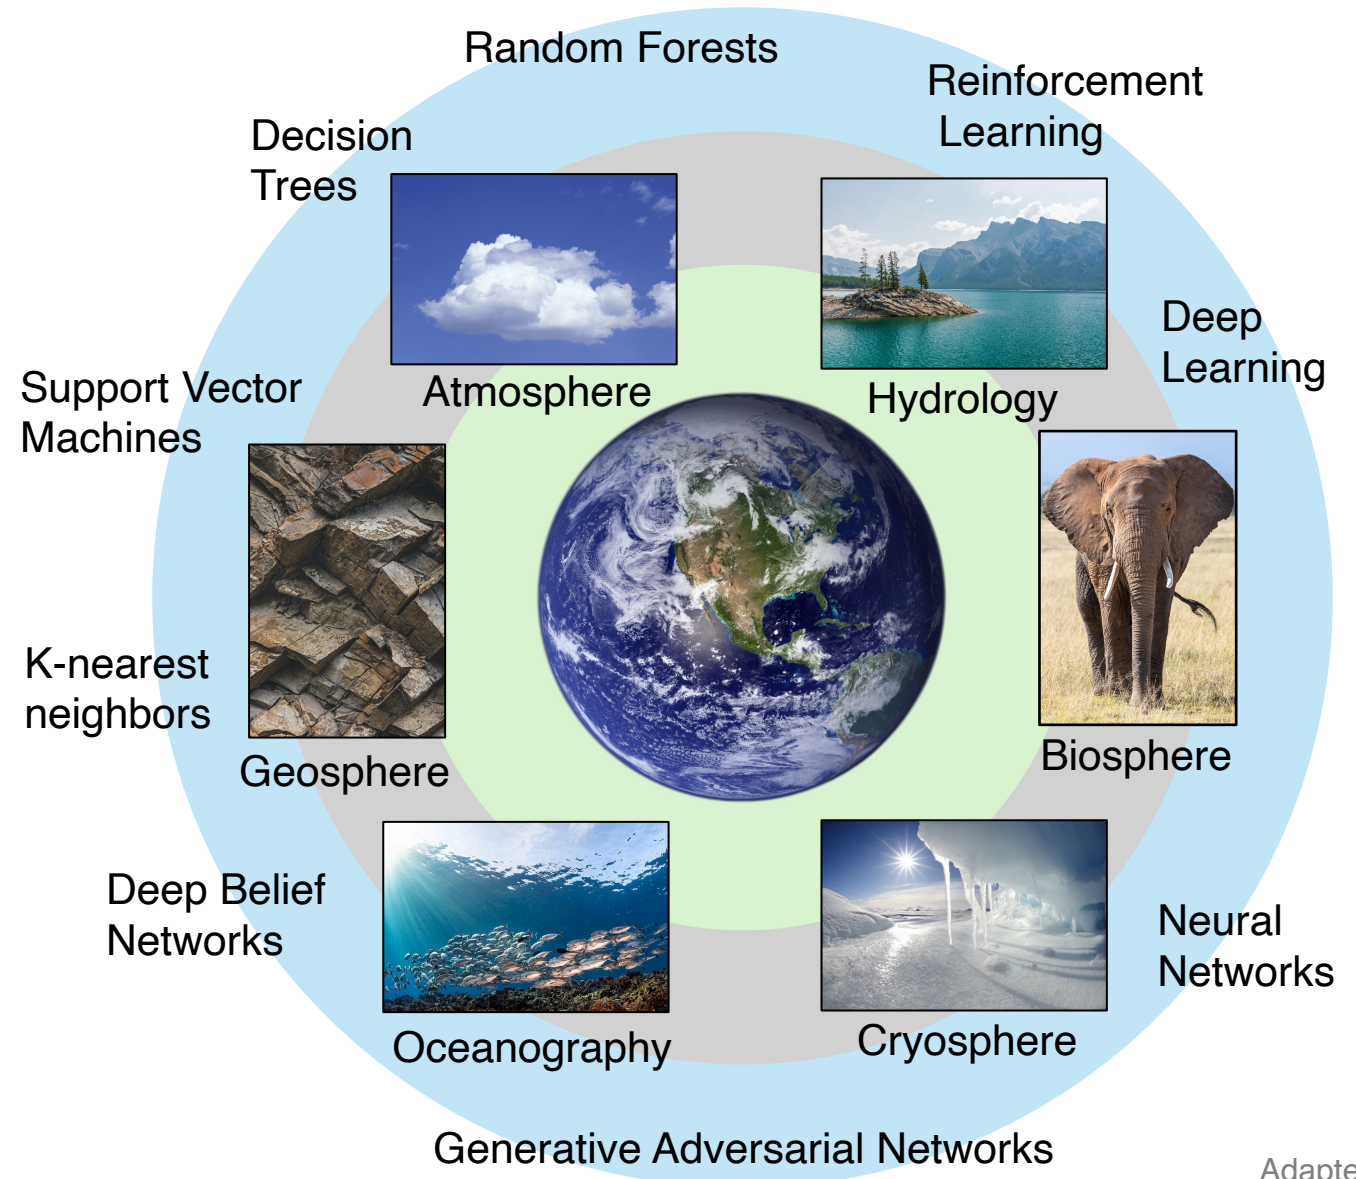 Random Forests
Reinforcement
Learning
Decision
Trees
Atmosphere
Hydrology
Deep
Learning
Support Vector
Machines
K-nearest
neighbors
Geosphere
Biosphere
Deep Belief
Networks
Neural
Networks
Oceanography
Cryosphere
Generative Adversarial Networks
Adapte